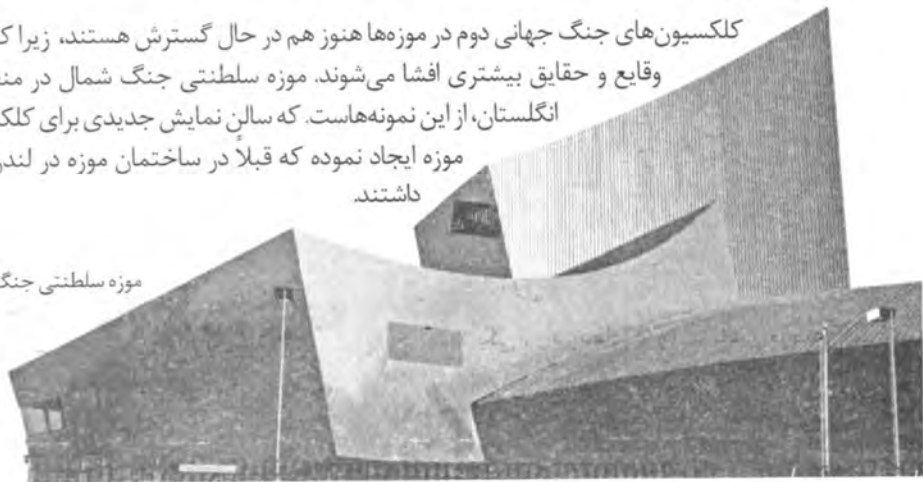 کلکسیون‌های جنگ جهانی دوم در موزه‌ها هنوز هم در حال گسترش هستند، زیرا
وقایع و حقایق بیشتری افشا می‌شوند. موزه سلطنتی جنگ شمال در
انگلستان، از این نمونه‌هاست. که سالن نمایش جدیدی برای
موزه ایجاد نموده که قبلاً در ساختمان موزه در
داشتند.
موزه سلطنتی جنگ